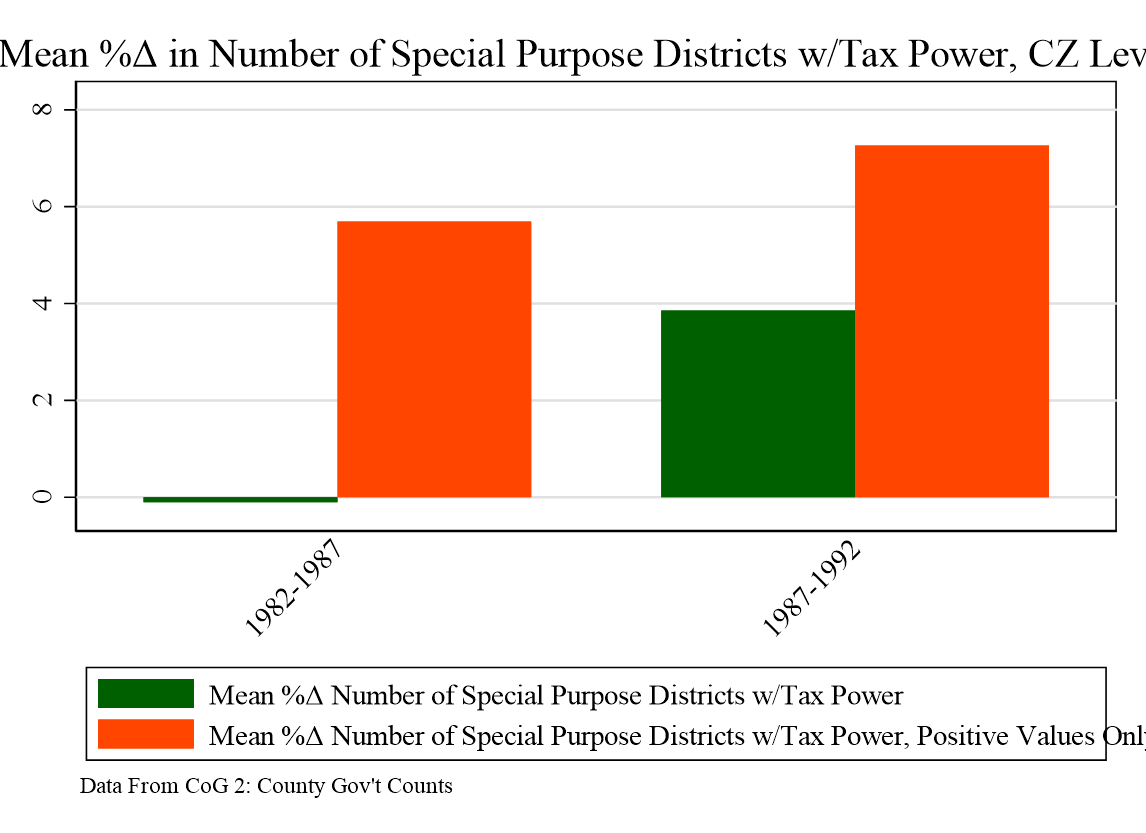 Mean %Δ in Number of Special Purpose Districts w/Tax Power, CZ Lev
8
6
4
2
0
1982-1987
1987-1992
Mean %Δ Number of Special Purpose Districts w/Tax Power
Mean %Δ Number of Special Purpose Districts w/Tax Power, Positive Values Only
Data From CoG 2: County Gov't Counts